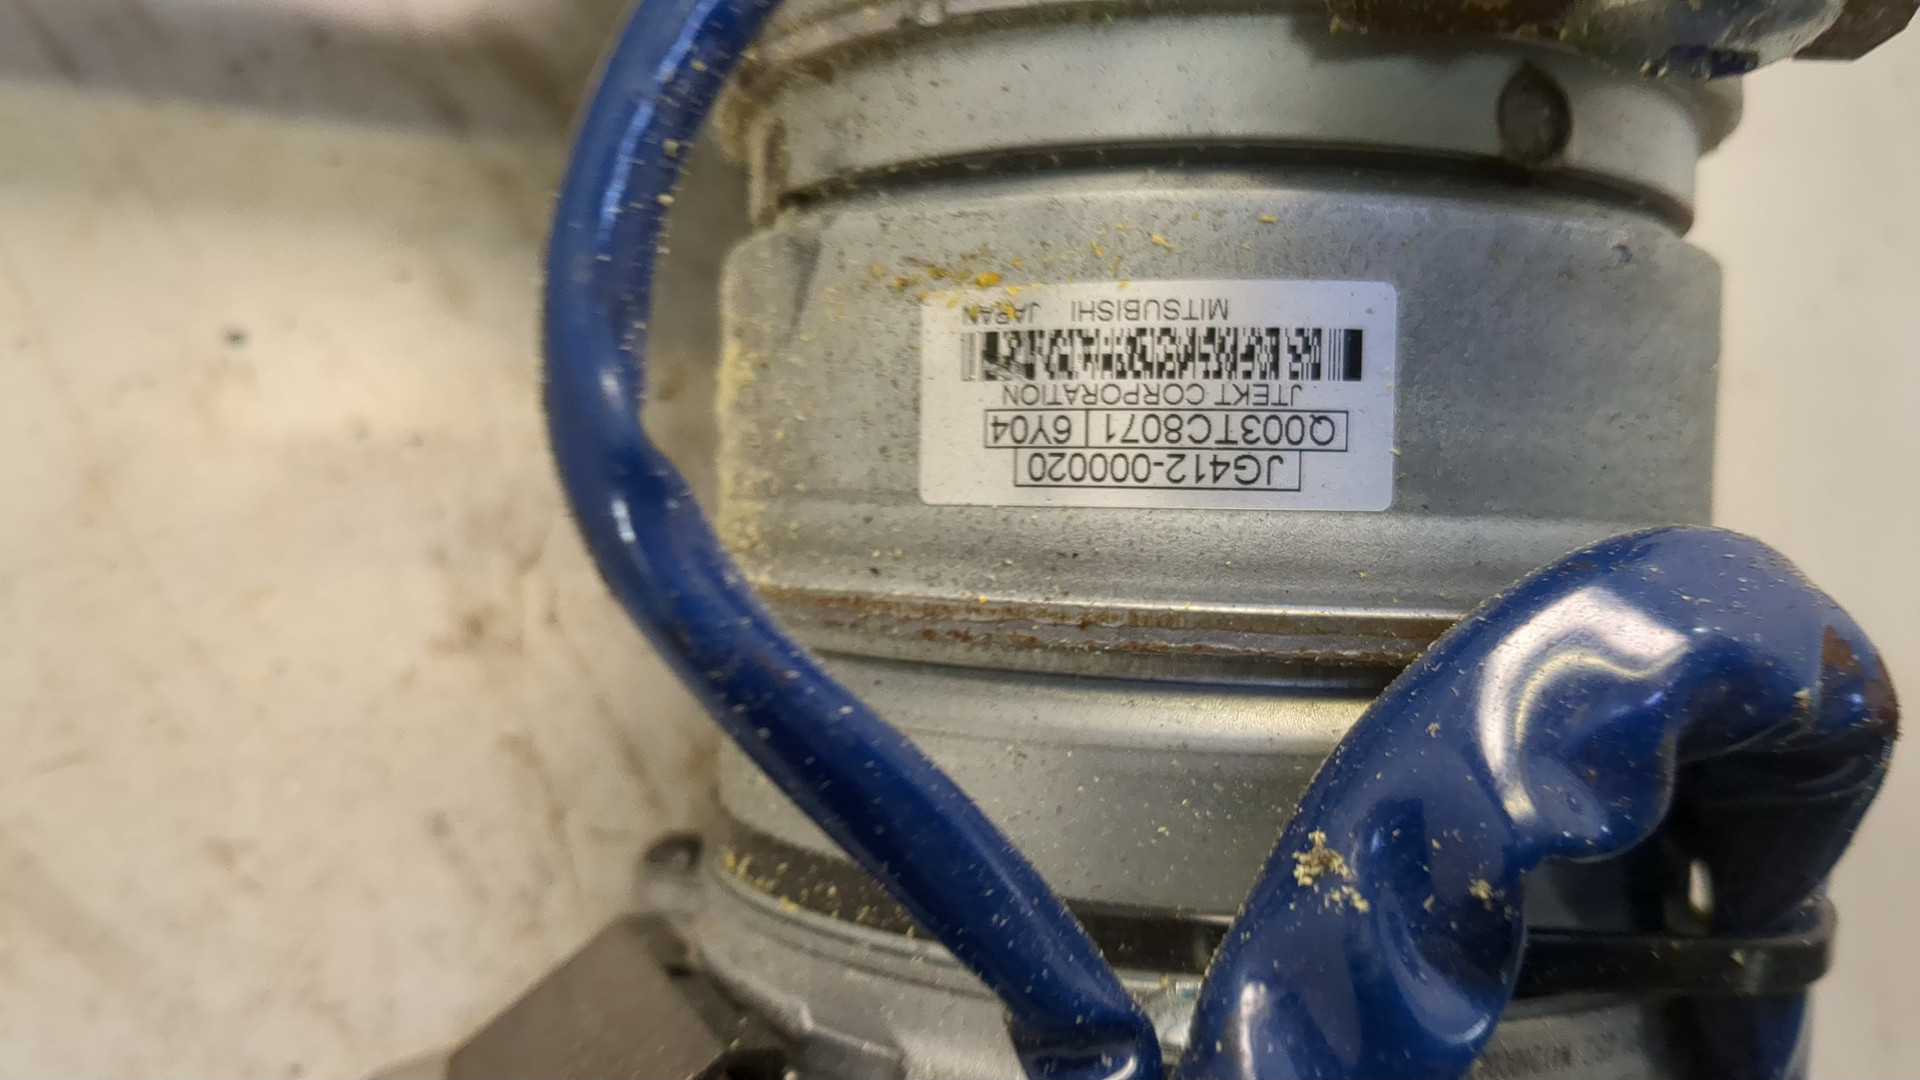 JG412-000020
Q003TC8071 6Y04
JTEKT CORPORATION
MITSUBISHI JAPAN